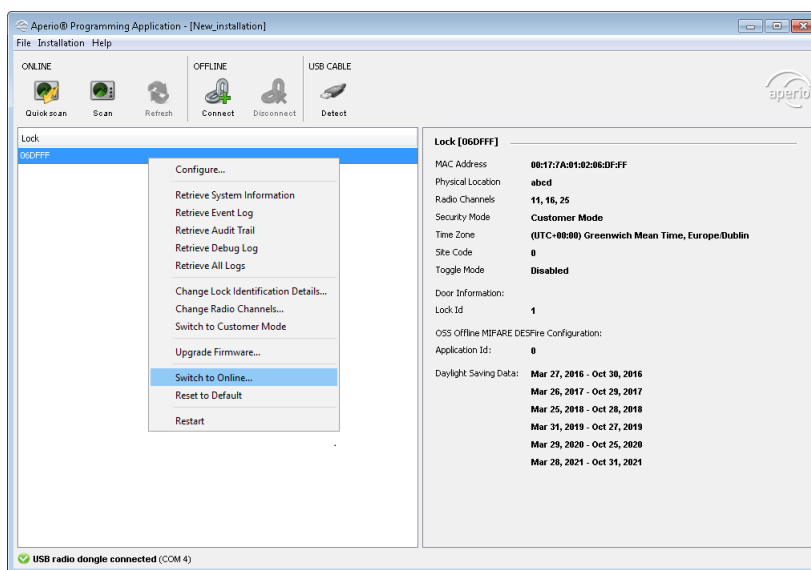 Aperio® Programming Application - [New_installation]
File Installation Help
ONLINE OFFLINE USB CABLE
Quick scan Scan Refresh Connect Disconnect Detect
aperio
Lock
06DFFF
Configure...
Retrieve System Information
Retrieve Event Log
Retrieve Audit Trail
Retrieve Debug Log
Retrieve All Logs
Change Lock Identification Details...
Change Radio Channels...
Switch to Customer Mode
Upgrade Firmware...
Switch to Online...
Reset to Default
Restart
Lock [06DFFF]
MAC Address 00:17:7A:01:02:06:DF:FF
Physical Location abcd
Radio Channels 11, 16, 25
Security Mode Customer Mode
Time Zone (UTC+00:00) Greenwich Mean Time, Europe/Dublin
Site Code 0
Toggle Mode Disabled
Door Information:
Lock Id 1
OSS Offline MIFARE DESFire Configuration:
Application Id: 0
Daylight Saving Data: Mar 27, 2016 - Oct 30, 2016
Mar 26, 2017 - Oct 29, 2017
Mar 25, 2018 - Oct 28, 2018
Mar 31, 2019 - Oct 27, 2019
Mar 29, 2020 - Oct 25, 2020
Mar 28, 2021 - Oct 31, 2021
USB radio dongle connected (COM 4)